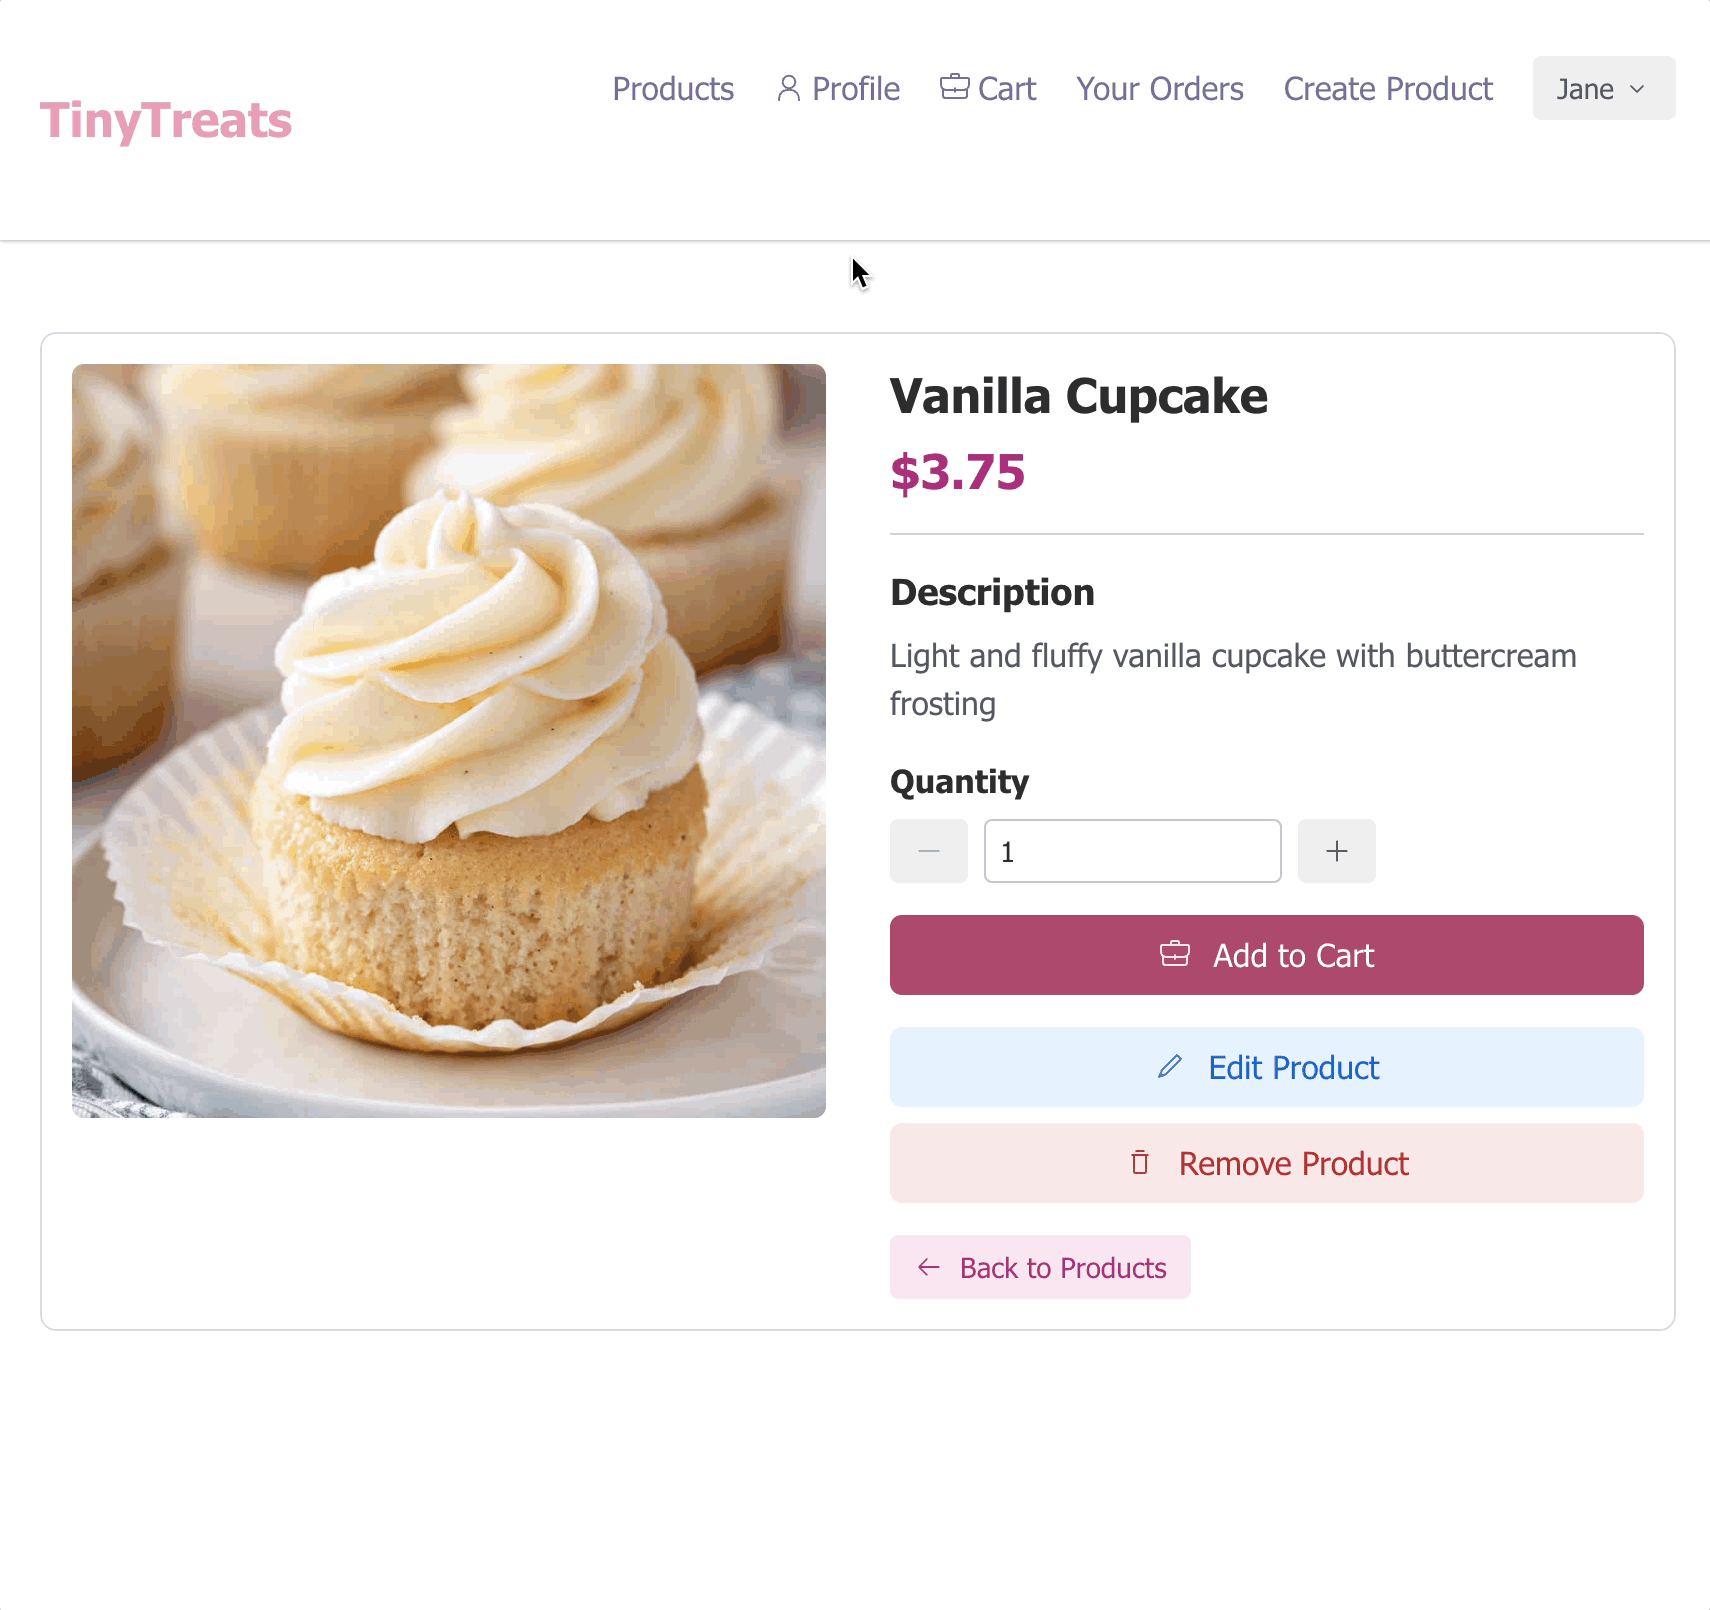 TinyTreats
Products
Profile
Cart
Your Orders
Create Product
Jane
Vanilla Cupcake
$3.75
Description
Light and fluffy vanilla cupcake with buttercream
frosting
Quantity
1
Add to Cart
Edit Product
Remove Product
Back to Products